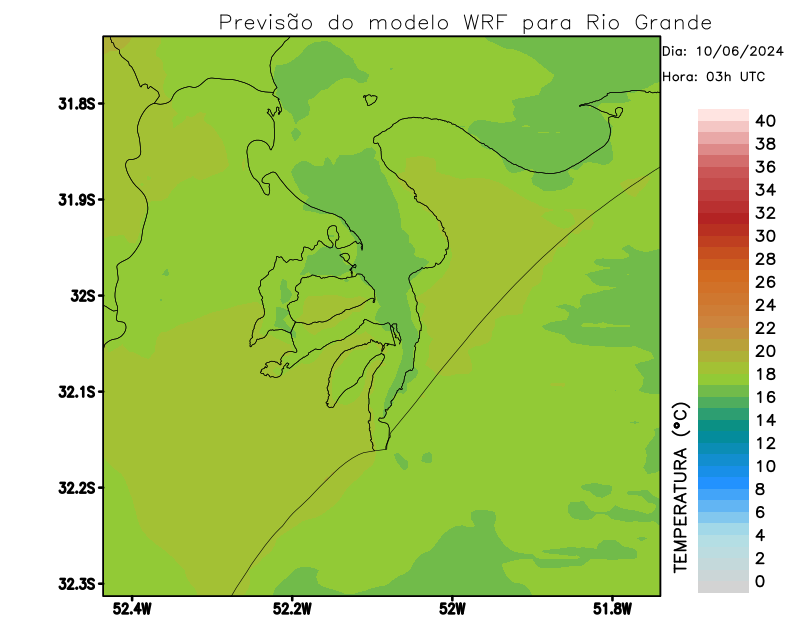 Previsão do modelo WRF para Rio Grande
Dia: 10/06/2024
Hora: 03h UTC
31.8S
31.9S
32S
32.1S
32.2S
32.3S
52.4W
52.2W
52W
51.8W
TEMPERATURA (°C)
40
38
36
34
32
30
28
26
24
22
20
18
16
14
12
10
8
6
4
2
0